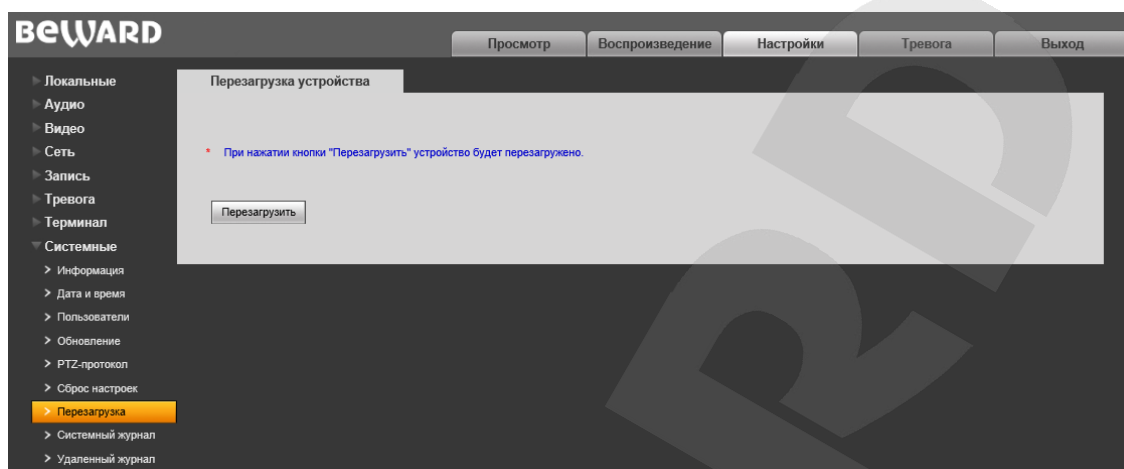 BEWARD
Просмотр
Воспроизведение
Настройки
Тревога
Выход
Локальные
Аудио
Видео
Сеть
Запись
Тревога
Терминал
Системные
Информация
Дата и время
Пользователи
Обновление
PTZ-протокол
Сброс настроек
Перезагрузка
Системный журнал
Удаленный журнал
Перезагрузка устройства
* При нажатии кнопки "Перезагрузить" устройство будет перезагружено.
Перезагрузить
RD